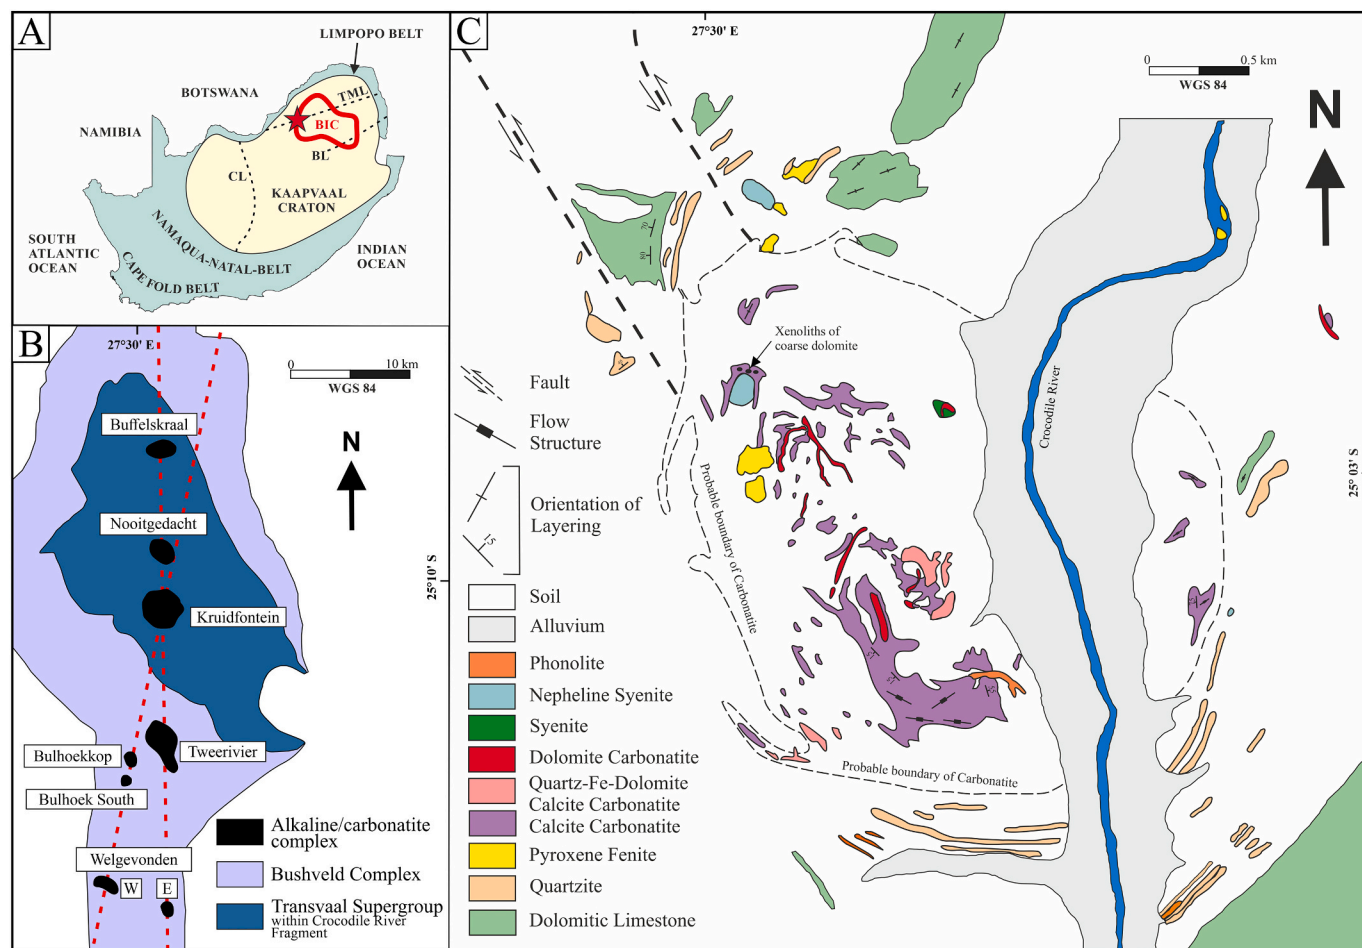 A
LIMPOPO BELT
BOTSWANA
TML
NAMIBIA
BIC
BL
CL
KAAPVAAL
CRATON
NAMAQUA-NATAL-BELT
SOUTH
ATLANTIC
OCEAN
INDIAN
OCEAN
CAPE FOLD BELT
B
27°30' E
0
10 km
WGS 84
N
Buffelskraal
Nooitgedacht
Kruidfontein
25°10' S
Bulhoekkop
Tweerivier
Bulhoek South
Welgevonden
W
E
Alkaline/carbonatite
complex
Bushveld Complex
Transvaal Supergroup
within Crocodile River
Fragment
C
27°30' E
0
0.5 km
WGS 84
N
70
80
Xenoliths of
coarse dolomite
Crocodile River
25° 03' S
Probable boundary of Carbonatite
Probable boundary of Carbonatite
Fault
Flow
Structure
15
Orientation of
Layering
Soil
Alluvium
Phonolite
Nepheline Syenite
Syenite
Dolomite Carbonatite
Quartz-Fe-Dolomite
Calcite Carbonatite
Calcite Carbonatite
Pyroxene Fenite
Quartzite
Dolomitic Limestone